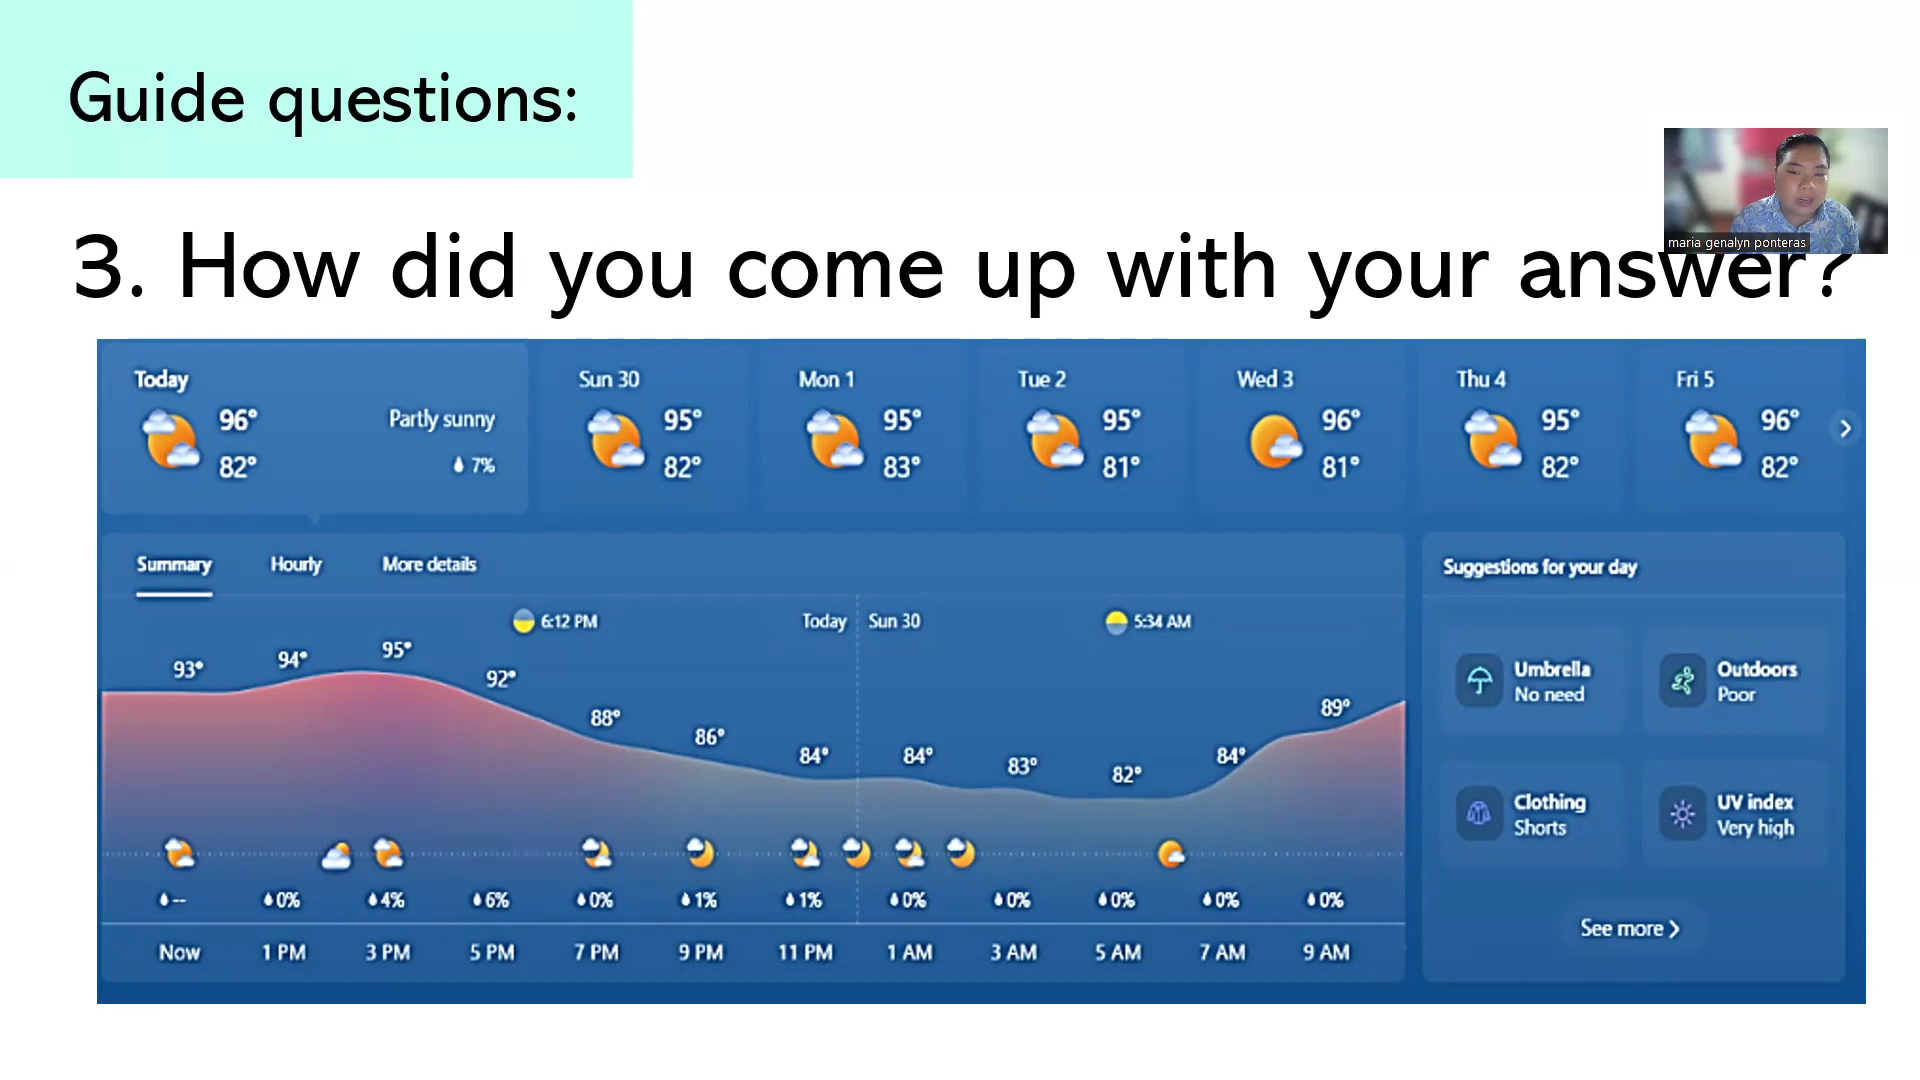 Guide questions:
maria genalyn ponteras
3. How did you come up with your answer?
Today
96°
82°
Partly sunny
7%
Sun 30
95°
82°
Mon 1
95°
83°
Tue 2
95°
81°
Wed 3
96°
81°
Thu 4
95°
82°
Fri 5
96°
82°
Summary Hourly More details
6:12 PM Today Sun 30 5:34 AM
93° 94° 95° 92° 88° 86° 84° 84° 83° 82° 84° 89°
-- 0% 4% 6% 0% 1% 1% 0% 0% 0% 0% 0%
Now 1 PM 3 PM 5 PM 7 PM 9 PM 11 PM 1 AM 3 AM 5 AM 7 AM 9 AM
Suggestions for your day
Umbrella
No need
Outdoors
Poor
Clothing
Shorts
UV index
Very high
See more